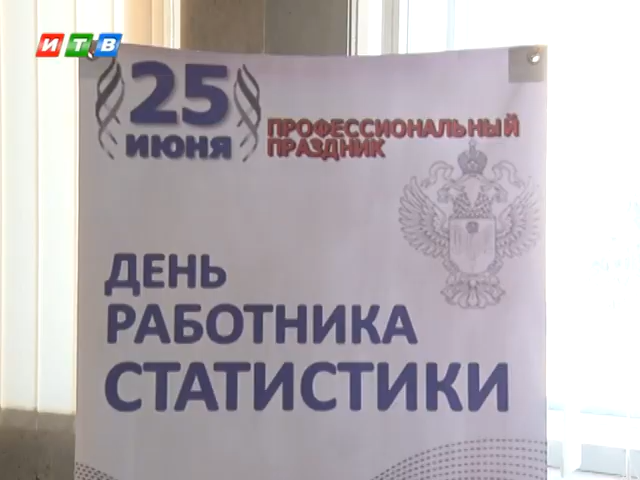 ИТВ
25
ИЮНЯ
ПРОФЕССИОНАЛЬНЫЙ
ПРАЗДНИК
ДЕНЬ
РАБОТНИКА
СТАТИСТИКИ